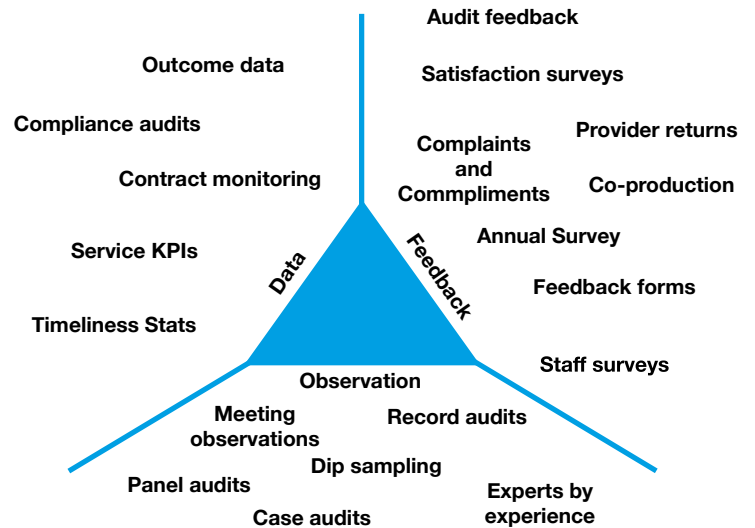 Audit feedback
Outcome data
Satisfaction surveys
Compliance audits
Provider returns
Complaints
and
Commpliments
Contract monitoring
Co-production
Service KPIs
Data
Feedback
Annual Survey
Feedback forms
Timeliness Stats
Staff surveys
Observation
Meeting
observations
Record audits
Dip sampling
Panel audits
Case audits
Experts by
experience